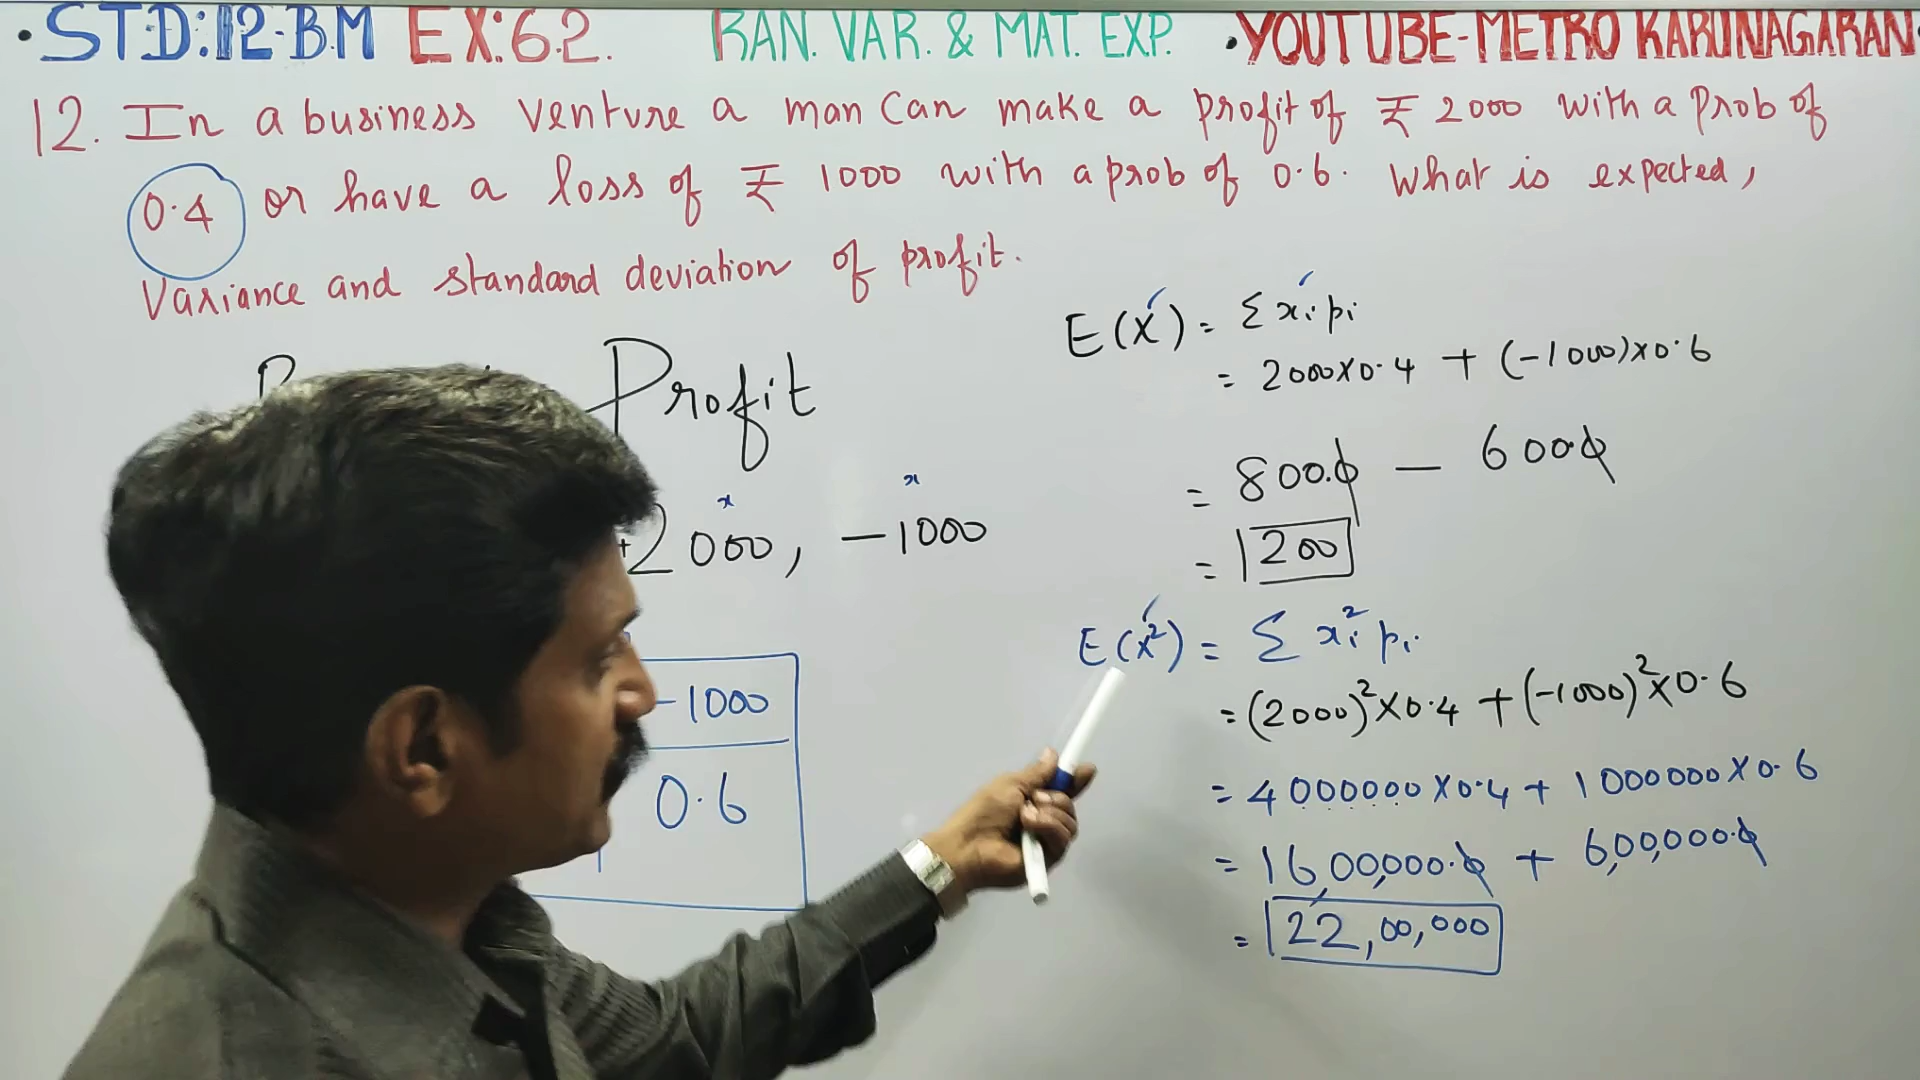 •STD:12-B.M EX:6.2. RAN. VAR. & MAT. EXP. •YOUTUBE-METRO KARUNAGARAN
12. In a business venture a man can make a profit of ₹ 2000 with a prob of
0.4 or have a loss of ₹ 1000 with a prob of 0.6. What is expected,
Variance and standard deviation of profit.
E(X) = Σ xi pi
= 2000×0.4 + (-1000)×0.6
Profit
= 800.0 - 600.0
x x
+2000, -1000
= 200
E(X²) = Σ xi² pi
-1000
= (2000)²×0.4 + (-1000)²×0.6
0.6
= 4000000×0.4 + 1000000×0.6
= 16,00,000.0 + 6,00,000.0
= 22,00,000